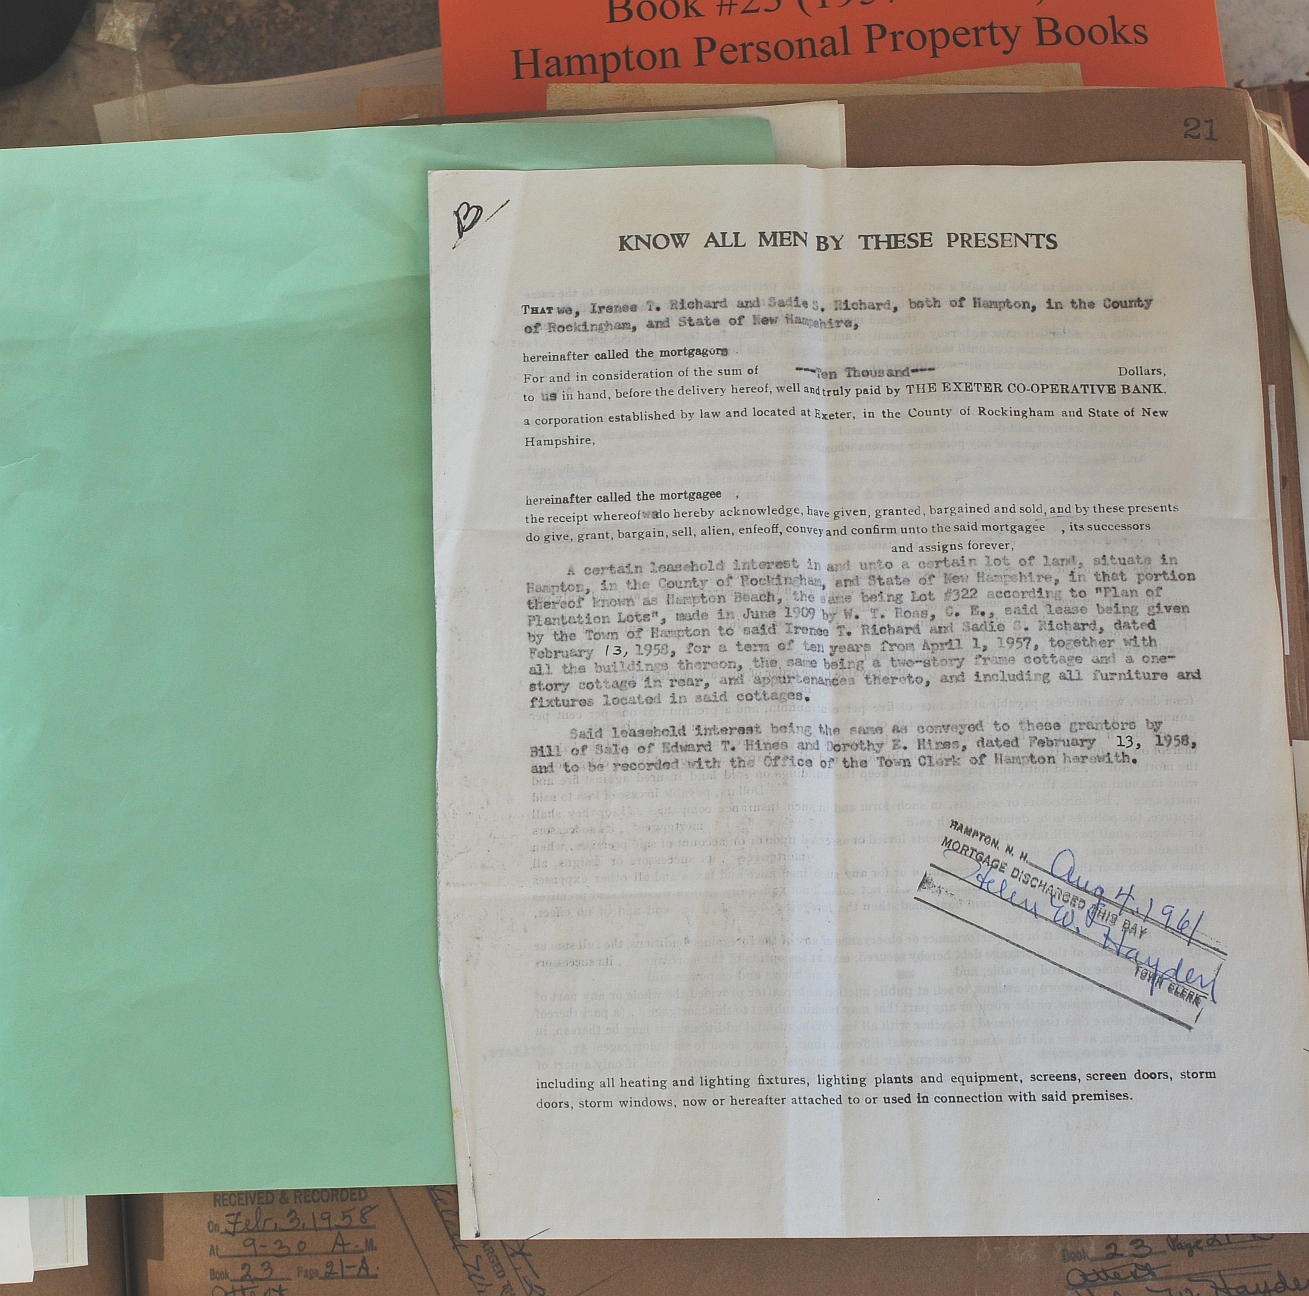 Book #23
Hampton Personal Property Books
21
B
KNOW ALL MEN BY THESE PRESENTS
THAT we, Irenee T. Richard and Sadie S. Richard, both of Hampton, in the County
of Rockingham, and State of New Hampshire,
hereinafter called the mortgagors .
For and in consideration of the sum of ---Ten Thousand--- Dollars,
to us in hand, before the delivery hereof, well and truly paid by THE EXETER CO-OPERATIVE BANK,
a corporation established by law and located at Exeter, in the County of Rockingham and State of New
Hampshire,
hereinafter called the mortgagee .
the receipt whereof we do hereby acknowledge, have given, granted, bargained and sold, and by these presents
do give, grant, bargain, sell, alien, enfeoff, convey and confirm unto the said mortgagee , its successors
and assigns forever,
A certain leasehold interest in and unto a certain lot of land, situate in
Hampton, in the County of Rockingham, and State of New Hampshire, in that portion
thereof known as Hampton Beach, the same being Lot #322 according to "Plan of
Plantation Lots", made in June 1909 by W. T. Ross, C. E., said lease being given
by the Town of Hampton to said Irenee T. Richard and Sadie S. Richard, dated
February 13, 1958, for a term of ten years from April 1, 1957, together with
all the buildings thereon, the same being a two-story frame cottage and a one-
story cottage in rear, and appurtenances thereto, and including all furniture and
fixtures located in said cottages.
Said leasehold interest being the same as conveyed to these grantors by
Bill of Sale of Edward T. Hines and Dorothy E. Hines, dated February 13, 1958,
and to be recorded with the Office of the Town Clerk of Hampton herewith.
HAMPTON, N. H. Aug 4, 1961
MORTGAGE DISCHARGED THIS DAY
Helen W. Hayden
TOWN CLERK
including all heating and lighting fixtures, lighting plants and equipment, screens, screen doors, storm
doors, storm windows, now or hereafter attached to or used in connection with said premises.
RECEIVED & RECORDED
On Feb. 3, 1958
At 9-30 A.M.
Book 23 Page 21-A
Attest
Book 23 Page 21
Attest
Hayden